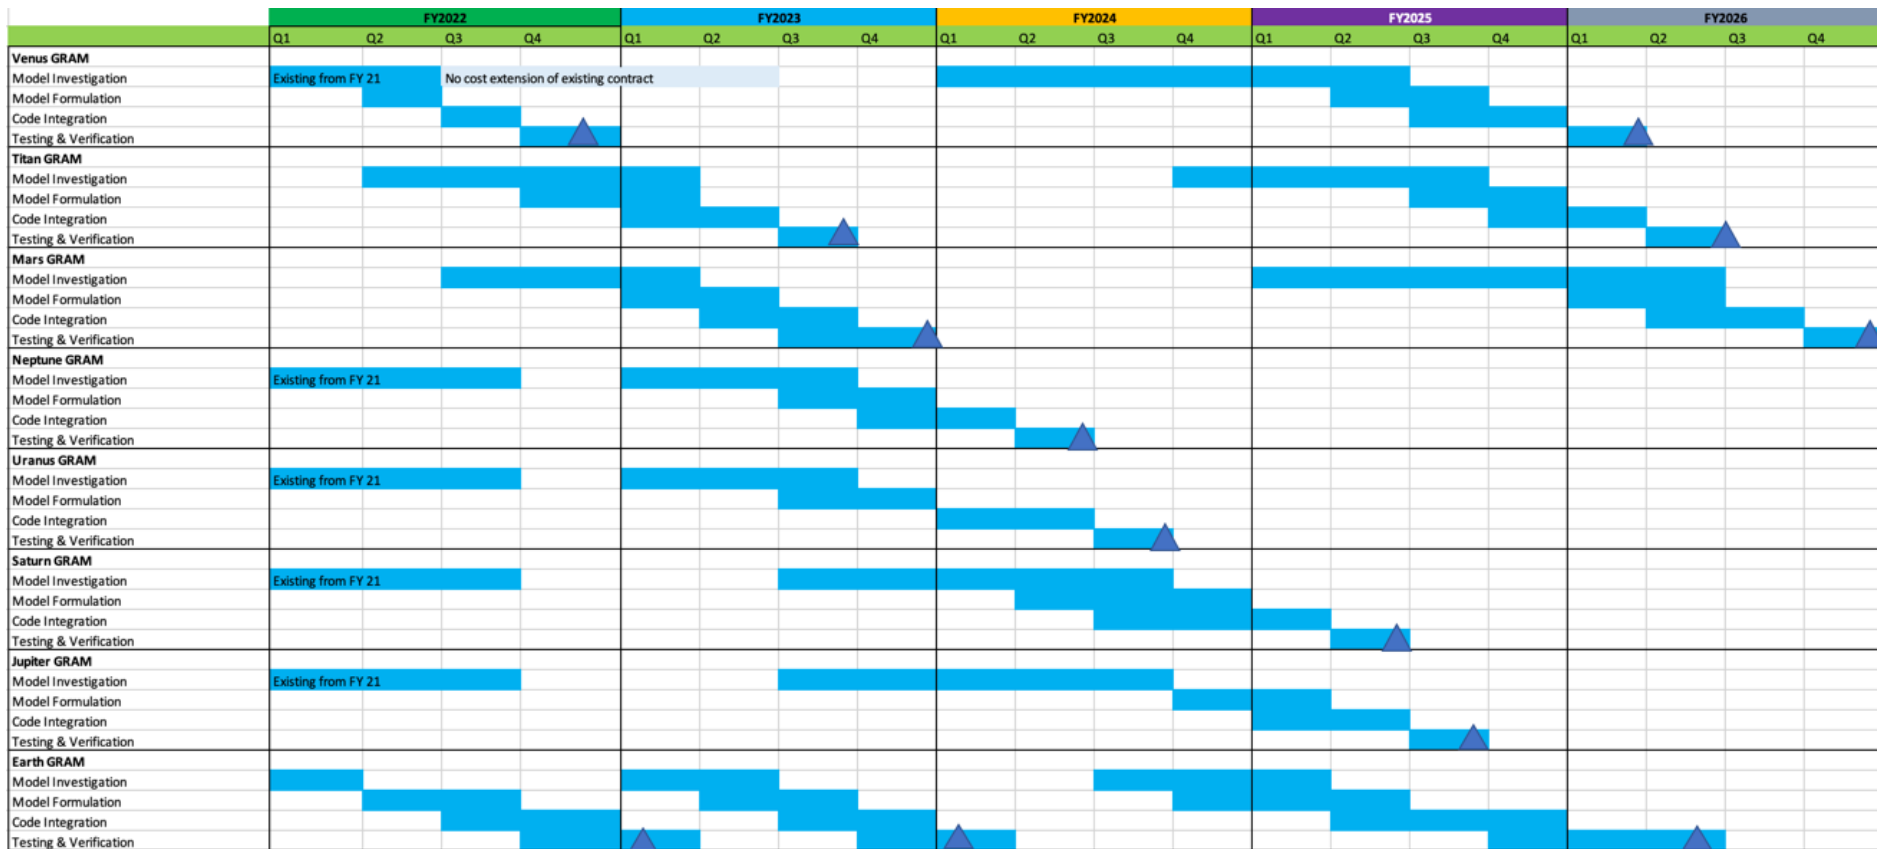 FY2022 FY2023 FY2024 FY2025 FY2026
Q1 Q2 Q3 Q4 Q1 Q2 Q3 Q4 Q1 Q2 Q3 Q4 Q1 Q2 Q3 Q4 Q1 Q2 Q3 Q4
Venus GRAM
Model Investigation Existing from FY 21 No cost extension of existing contract
Model Formulation
Code Integration
Testing & Verification
Titan GRAM
Model Investigation
Model Formulation
Code Integration
Testing & Verification
Mars GRAM
Model Investigation
Model Formulation
Code Integration
Testing & Verification
Neptune GRAM
Model Investigation Existing from FY 21
Model Formulation
Code Integration
Testing & Verification
Uranus GRAM
Model Investigation Existing from FY 21
Model Formulation
Code Integration
Testing & Verification
Saturn GRAM
Model Investigation Existing from FY 21
Model Formulation
Code Integration
Testing & Verification
Jupiter GRAM
Model Investigation Existing from FY 21
Model Formulation
Code Integration
Testing & Verification
Earth GRAM
Model Investigation
Model Formulation
Code Integration
Testing & Verification